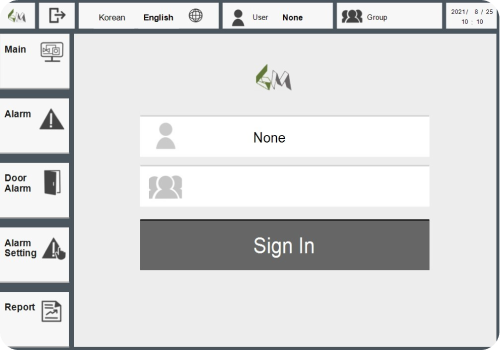 Korean English User None Group 2021/ 8 / 25
10 : 10
Main
Alarm
Door
Alarm
Alarm
Setting
Report
None
Sign In